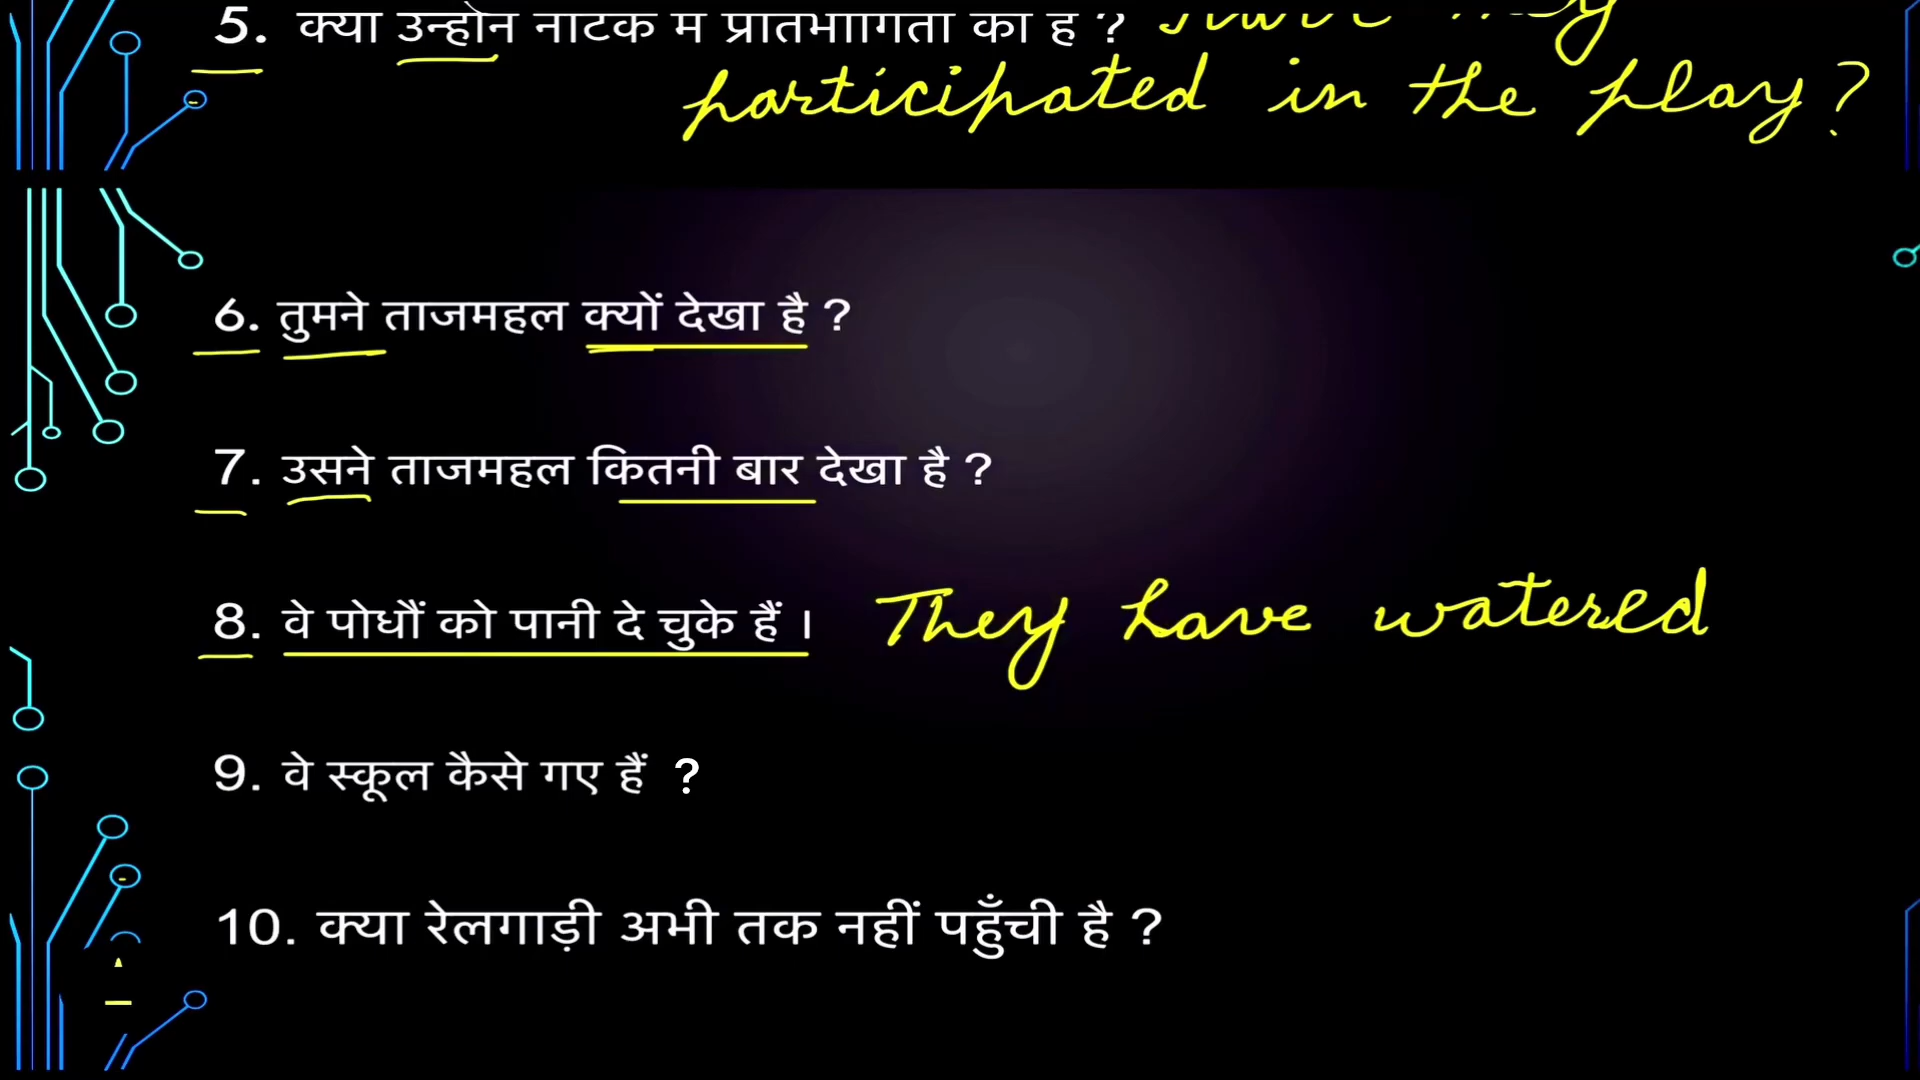 5. क्या उन्होन नाटक म प्रातभागिता का ह ?
participated in the play?
6. तुमने ताजमहल क्यों देखा है ?
7. उसने ताजमहल कितनी बार देखा है ?
8. वे पोधौं को पानी दे चुके हैं । They have watered
9. वे स्कूल कैसे गए हैं ?
10. क्या रेलगाड़ी अभी तक नहीं पहुँची है ?